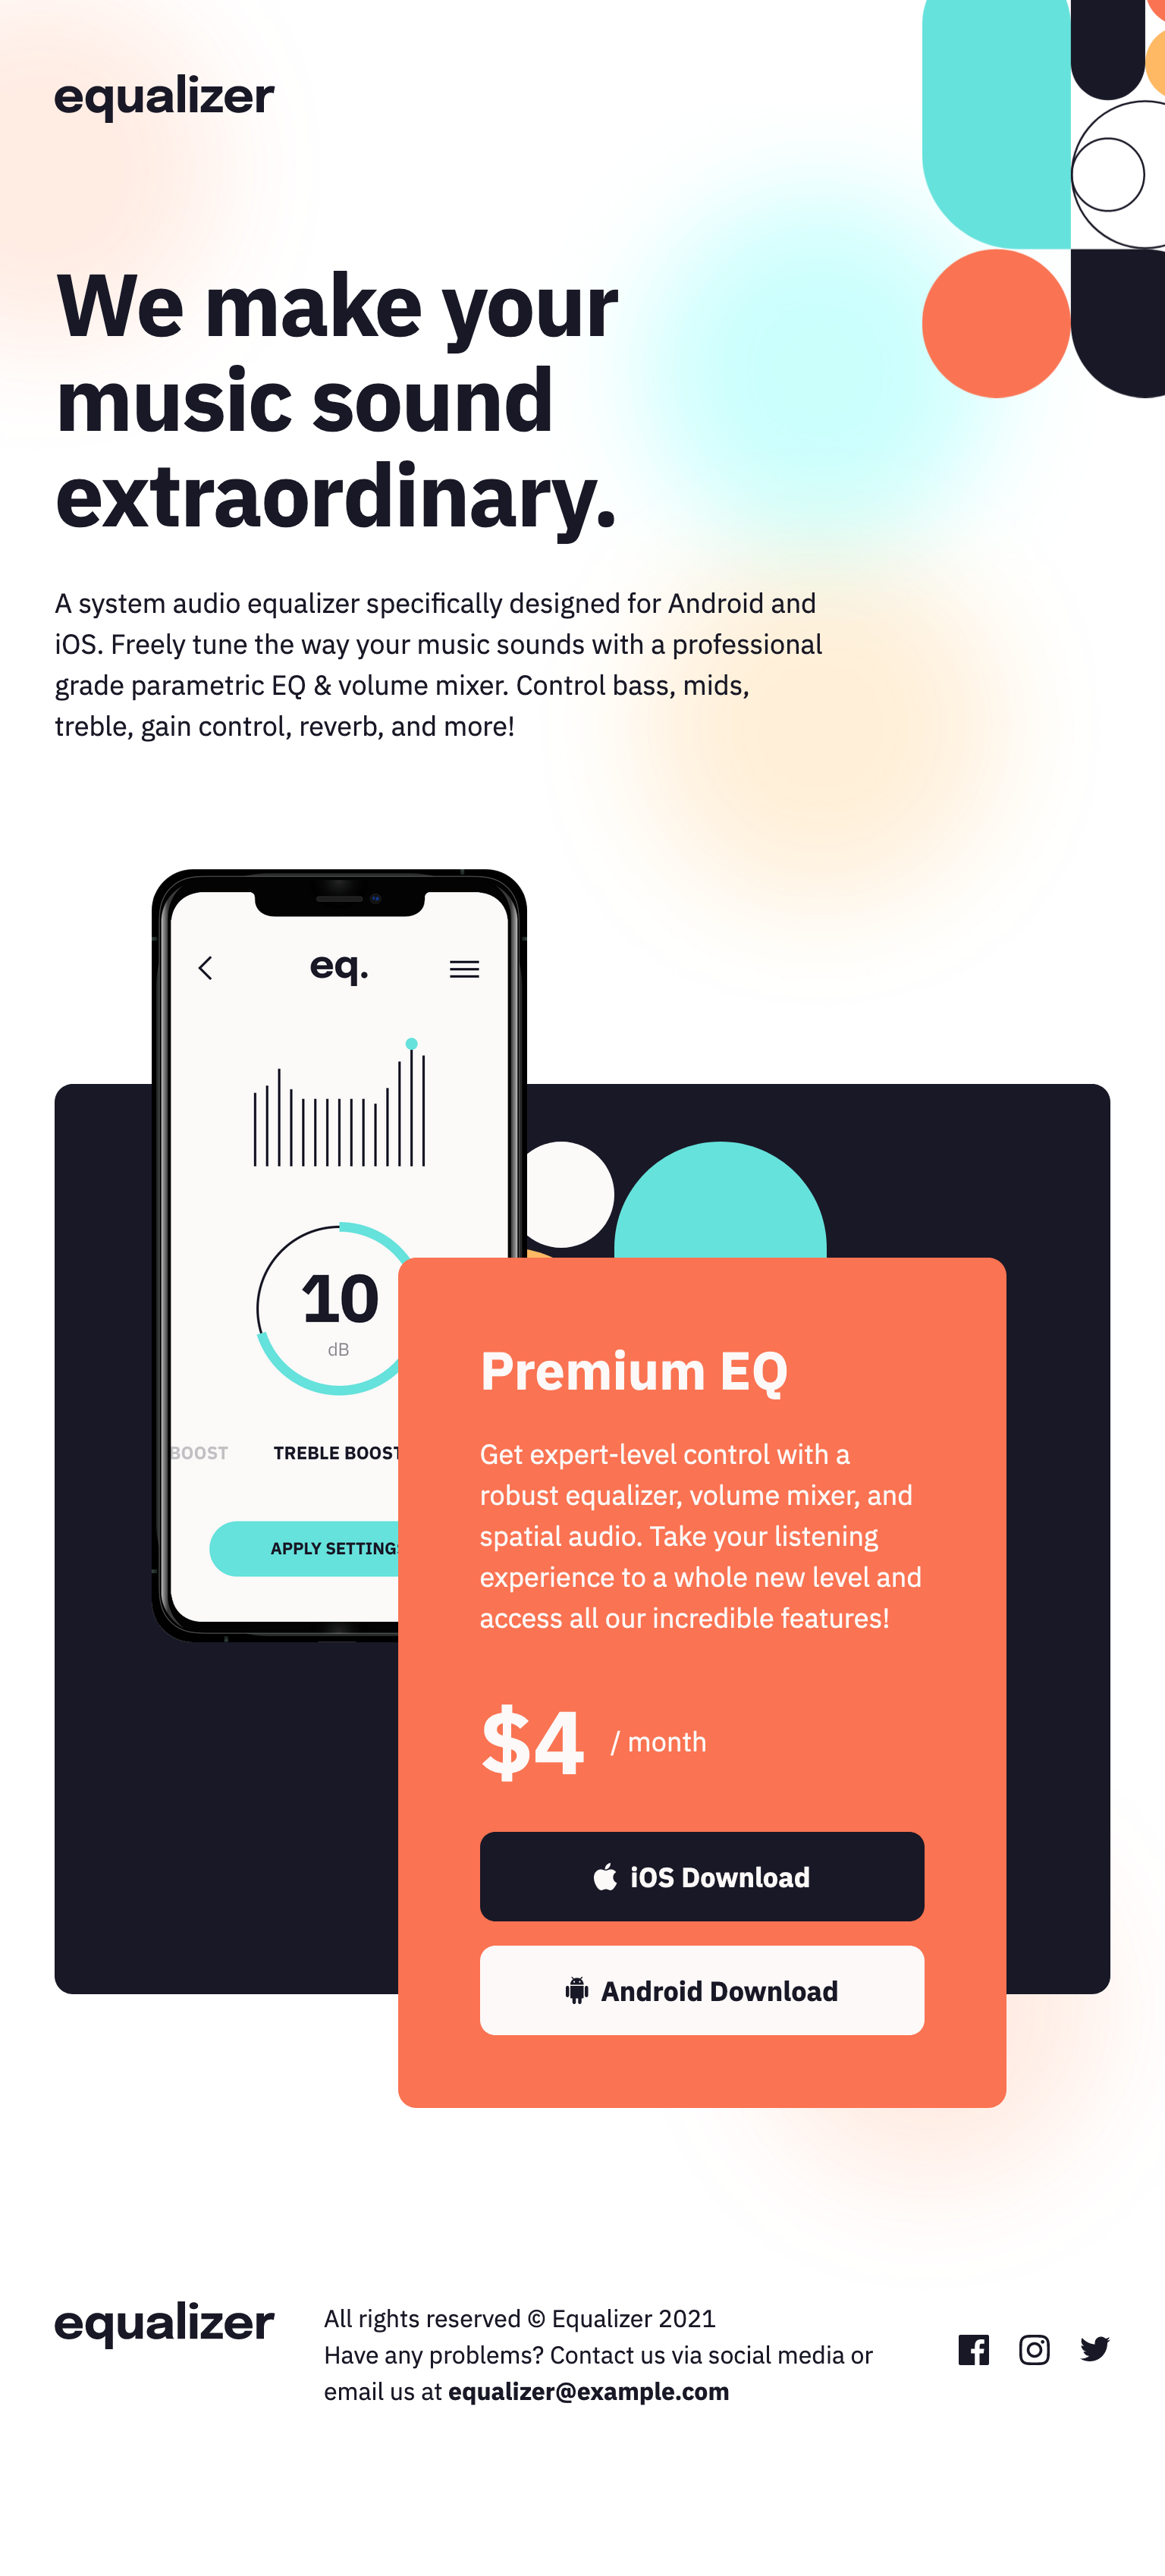 equalizer
We make your
music sound
extraordinary.
A system audio equalizer specifically designed for Android and
iOS. Freely tune the way your music sounds with a professional
grade parametric EQ & volume mixer. Control bass, mids,
treble, gain control, reverb, and more!
eq.
10
dB
BOOST
TREBLE BOOST
APPLY SETTINGS
Premium EQ
Get expert-level control with a
robust equalizer, volume mixer, and
spatial audio. Take your listening
experience to a whole new level and
access all our incredible features!
$4 / month
iOS Download
Android Download
equalizer
All rights reserved © Equalizer 2021
Have any problems? Contact us via social media or
email us at equalizer@example.com